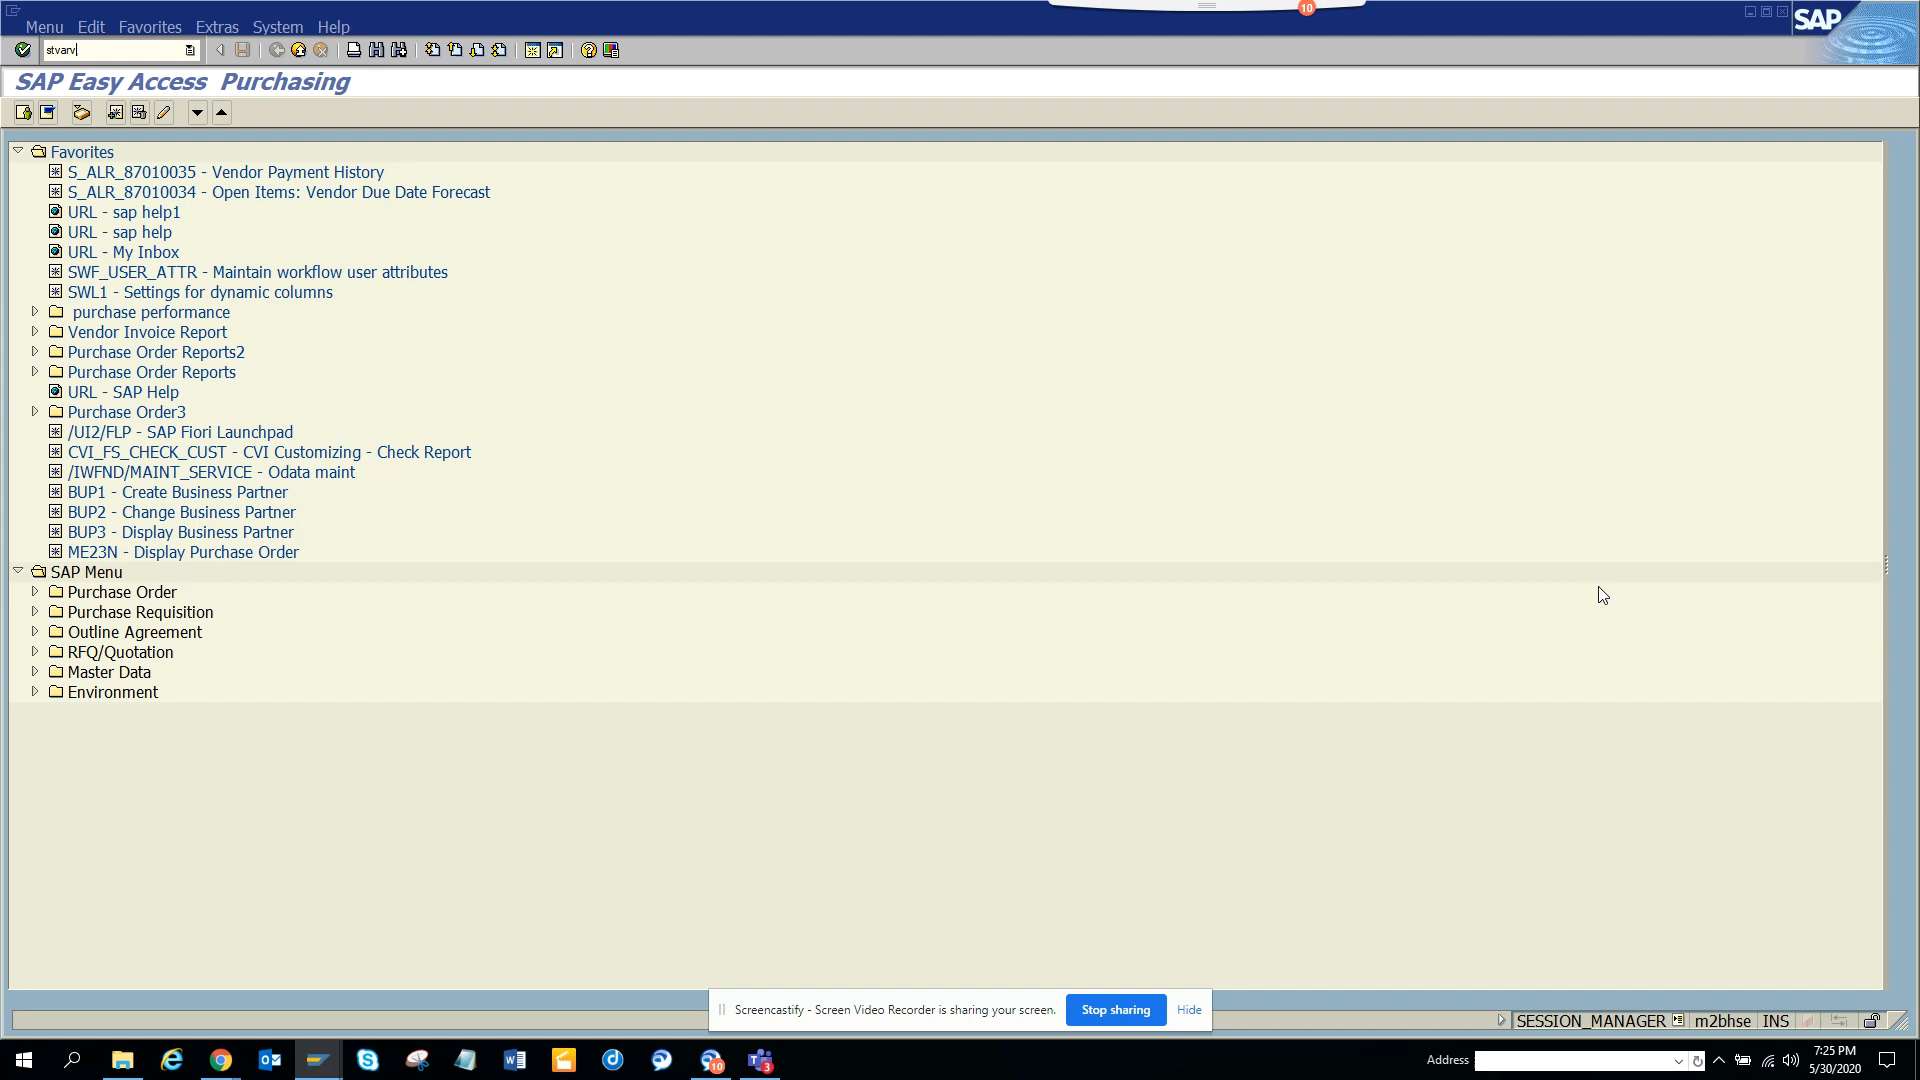 Menu Edit Favorites Extras System Help
10
SAP
stvarv
SAP Easy Access Purchasing
Favorites
S_ALR_87010035 - Vendor Payment History
S_ALR_87010034 - Open Items: Vendor Due Date Forecast
URL - sap help1
URL - sap help
URL - My Inbox
SWF_USER_ATTR - Maintain workflow user attributes
SWL1 - Settings for dynamic columns
purchase performance
Vendor Invoice Report
Purchase Order Reports2
Purchase Order Reports
URL - SAP Help
Purchase Order3
/UI2/FLP - SAP Fiori Launchpad
CVI_FS_CHECK_CUST - CVI Customizing - Check Report
/IWFND/MAINT_SERVICE - Odata maint
BUP1 - Create Business Partner
BUP2 - Change Business Partner
BUP3 - Display Business Partner
ME23N - Display Purchase Order
SAP Menu
Purchase Order
Purchase Requisition
Outline Agreement
RFQ/Quotation
Master Data
Environment
Screencastify - Screen Video Recorder is sharing your screen. Stop sharing Hide
SESSION_MANAGER m2bhse INS
10
3
Address
7:25 PM
5/30/2020